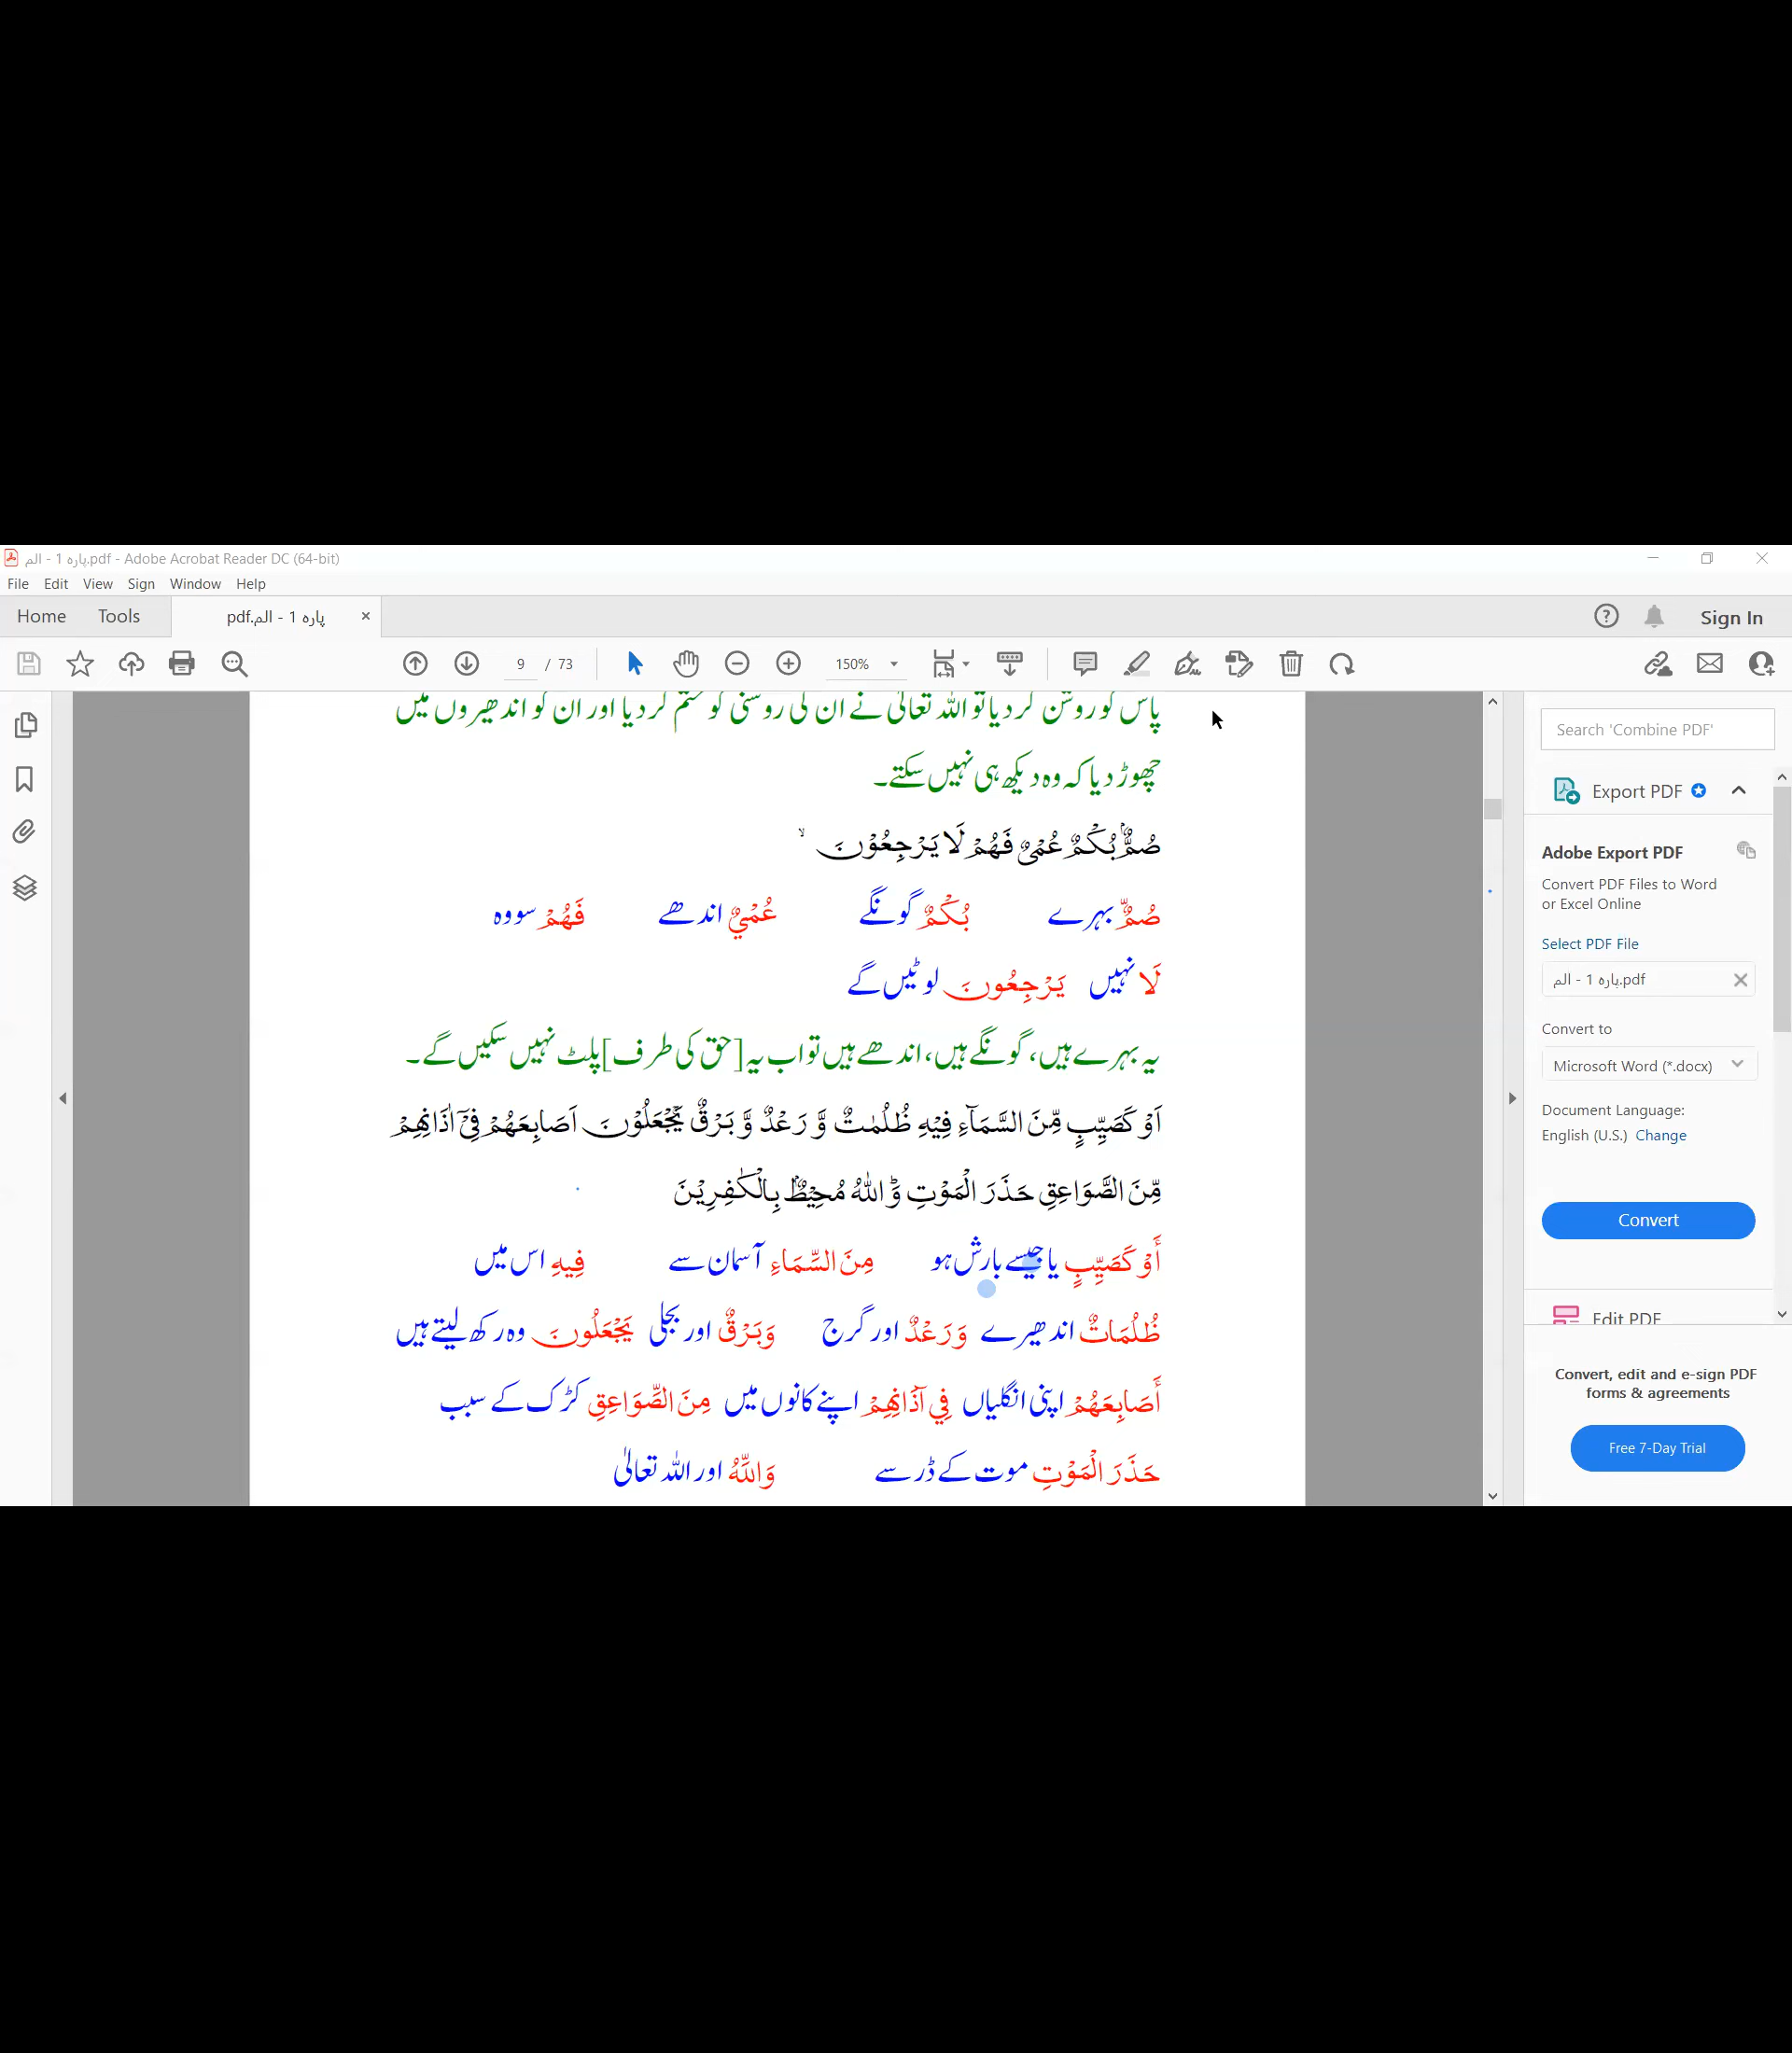 پارہ 1 - الم.pdf - Adobe Acrobat Reader DC (64-bit)
File Edit View Sign Window Help
Home Tools پارہ 1 - الم.pdf × Sign In
9 / 73 150%
پاس کو روشن کر دیا تو اللہ تعالیٰ نے ان کی روشنی کو ختم کر دیا اور ان کو اندھیروں میں
چھوڑ دیا کہ وہ دیکھ ہی نہیں سکتے۔
صُمٌّۢ بُكْمٌ عُمْىٌ فَهُمْ لَا يَرْجِعُوْنَ ۙ
صُمٌّ بہرے بُكْمٌ گونگے عُمْيٌ اندھے فَهُمْ سو وہ
لَا نہیں يَرْجِعُونَ لوٹیں گے
یہ بہرے ہیں، گونگے ہیں، اندھے ہیں تو اب یہ [حق کی طرف] پلٹ نہیں سکیں گے۔
اَوْ كَصَيِّبٍ مِّنَ السَّمَآءِ فِيْهِ ظُلُمٰتٌ وَّ رَعْدٌ وَّ بَرْقٌ يَجْعَلُوْنَ اَصَابِعَهُمْ فِىْٓ اٰذَانِهِمْ
مِّنَ الصَّوَاعِقِ حَذَرَ الْمَوْتِ وَ اللهُ مُحِيْطٌۢ بِالْكٰفِرِيْنَ
أَوْ كَصَيِّبٍ یا جیسے بارش ہو مِنَ السَّمَاءِ آسمان سے فِيهِ اس میں
ظُلُمَاتٌ اندھیرے وَرَعْدٌ اور گرج وَبَرْقٌ اور بجلی يَجْعَلُونَ وہ رکھ لیتے ہیں
أَصَابِعَهُمْ اپنی انگلیاں فِي آذَانِهِمْ اپنے کانوں میں مِنَ الصَّوَاعِقِ کڑک کے سبب
حَذَرَ الْمَوْتِ موت کے ڈر سے وَاللَّهُ اور اللہ تعالیٰ
Search 'Combine PDF'
Export PDF
Adobe Export PDF
Convert PDF Files to Word
or Excel Online
Select PDF File
پارہ 1 - الم.pdf
Convert to
Microsoft Word (*.docx)
Document Language:
English (U.S.) Change
Convert
Edit PDF
Convert, edit and e-sign PDF
forms & agreements
Free 7-Day Trial